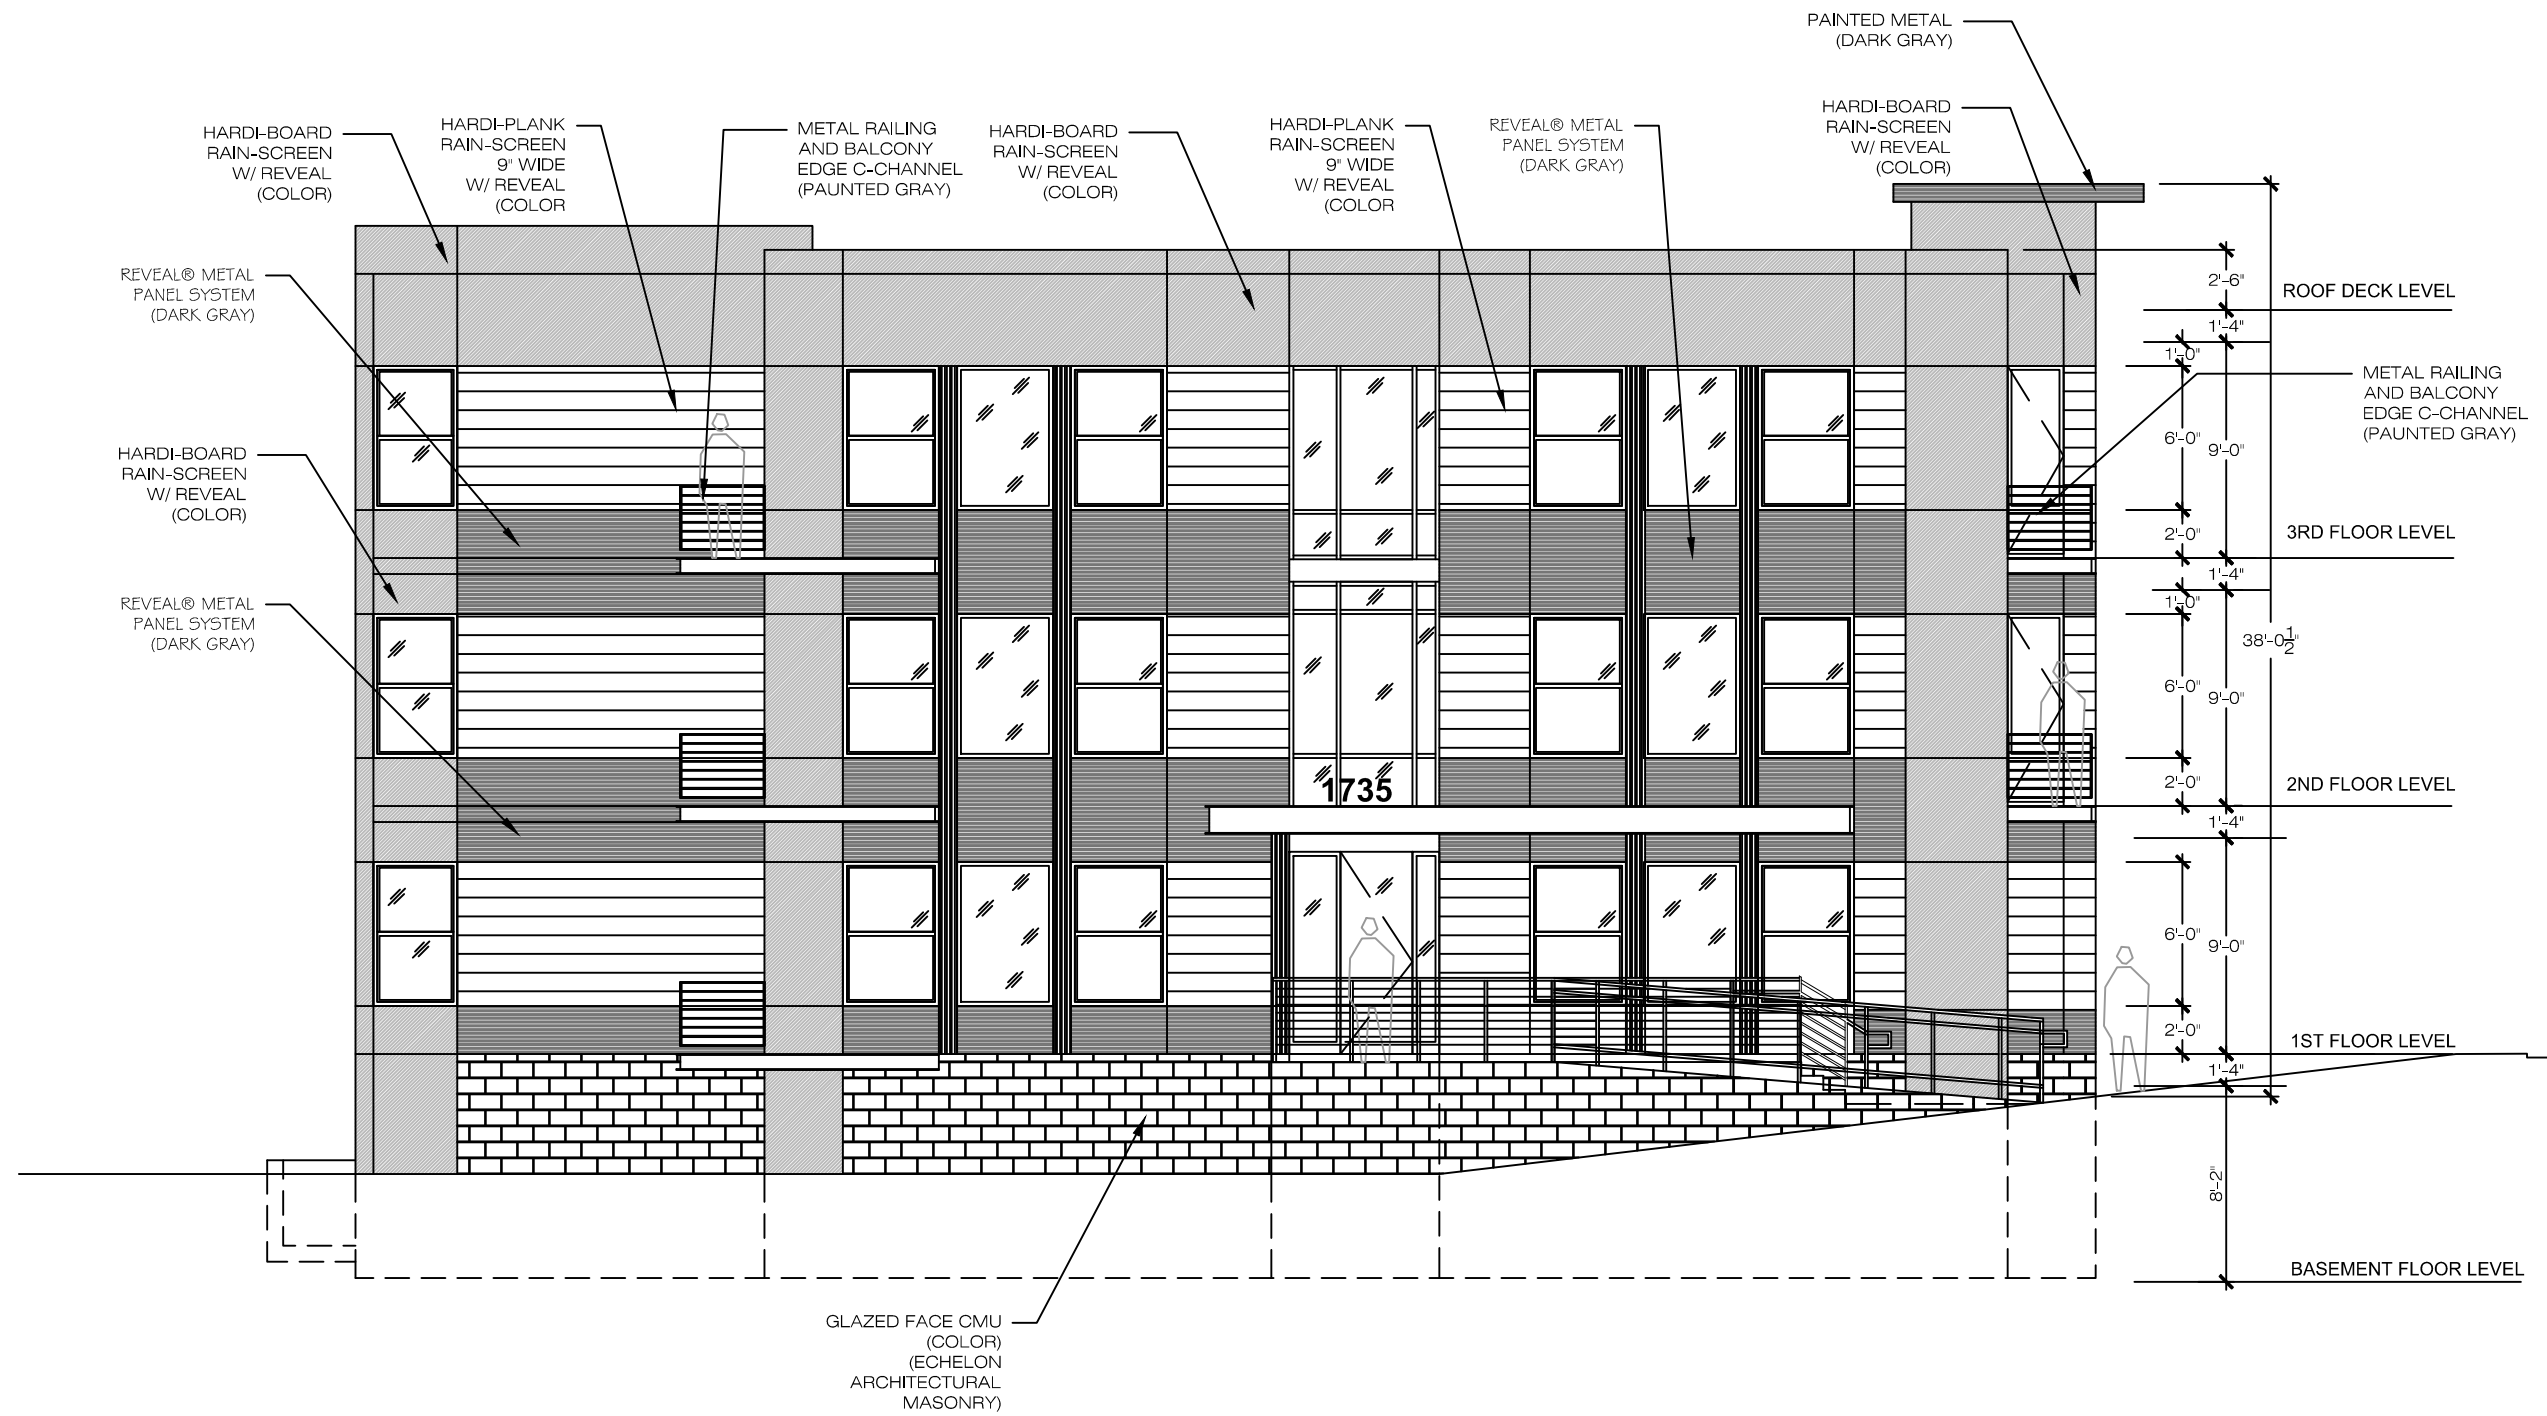 PAINTED METAL
(DARK GRAY)
HARDI-BOARD
RAIN-SCREEN
W/ REVEAL
(COLOR)
HARDI-PLANK
RAIN-SCREEN
9" WIDE
W/ REVEAL
(COLOR
METAL RAILING
AND BALCONY
EDGE C-CHANNEL
(PAUNTED GRAY)
HARDI-BOARD
RAIN-SCREEN
W/ REVEAL
(COLOR)
HARDI-PLANK
RAIN-SCREEN
9" WIDE
W/ REVEAL
(COLOR
REVEAL® METAL
PANEL SYSTEM
(DARK GRAY)
HARDI-BOARD
RAIN-SCREEN
W/ REVEAL
(COLOR)
REVEAL® METAL
PANEL SYSTEM
(DARK GRAY)
HARDI-BOARD
RAIN-SCREEN
W/ REVEAL
(COLOR)
REVEAL® METAL
PANEL SYSTEM
(DARK GRAY)
2'-6"
ROOF DECK LEVEL
1'-4"
1'-0"
METAL RAILING
AND BALCONY
EDGE C-CHANNEL
(PAUNTED GRAY)
6'-0"
9'-0"
2'-0"
3RD FLOOR LEVEL
1'-4"
1'-0"
38'-0 1/2"
6'-0"
9'-0"
2'-0"
2ND FLOOR LEVEL
1735
1'-4"
6'-0"
9'-0"
2'-0"
1ST FLOOR LEVEL
1'-4"
8'-2"
BASEMENT FLOOR LEVEL
GLAZED FACE CMU
(COLOR)
(ECHELON
ARCHITECTURAL
MASONRY)